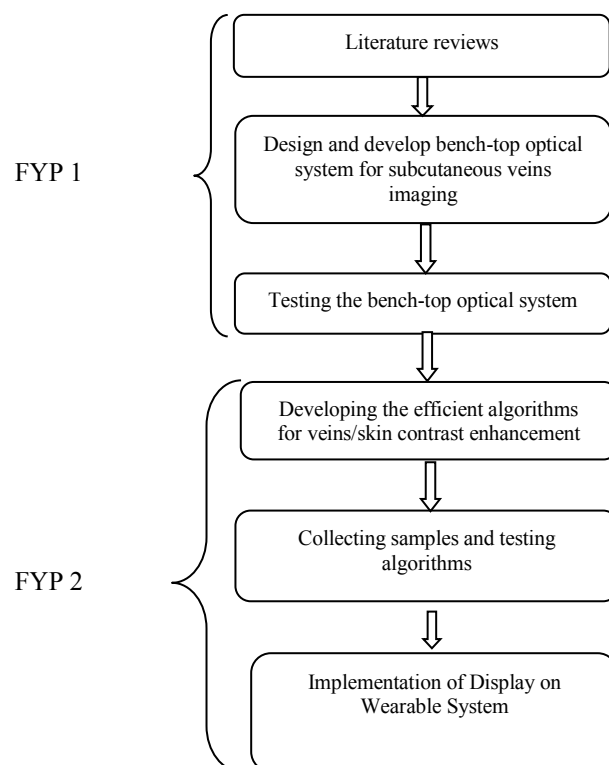 Literature reviews
FYP 1
Design and develop bench-top optical
system for subcutaneous veins
imaging
Testing the bench-top optical system
Developing the efficient algorithms
for veins/skin contrast enhancement
Collecting samples and testing
algorithms
FYP 2
Implementation of Display on
Wearable System